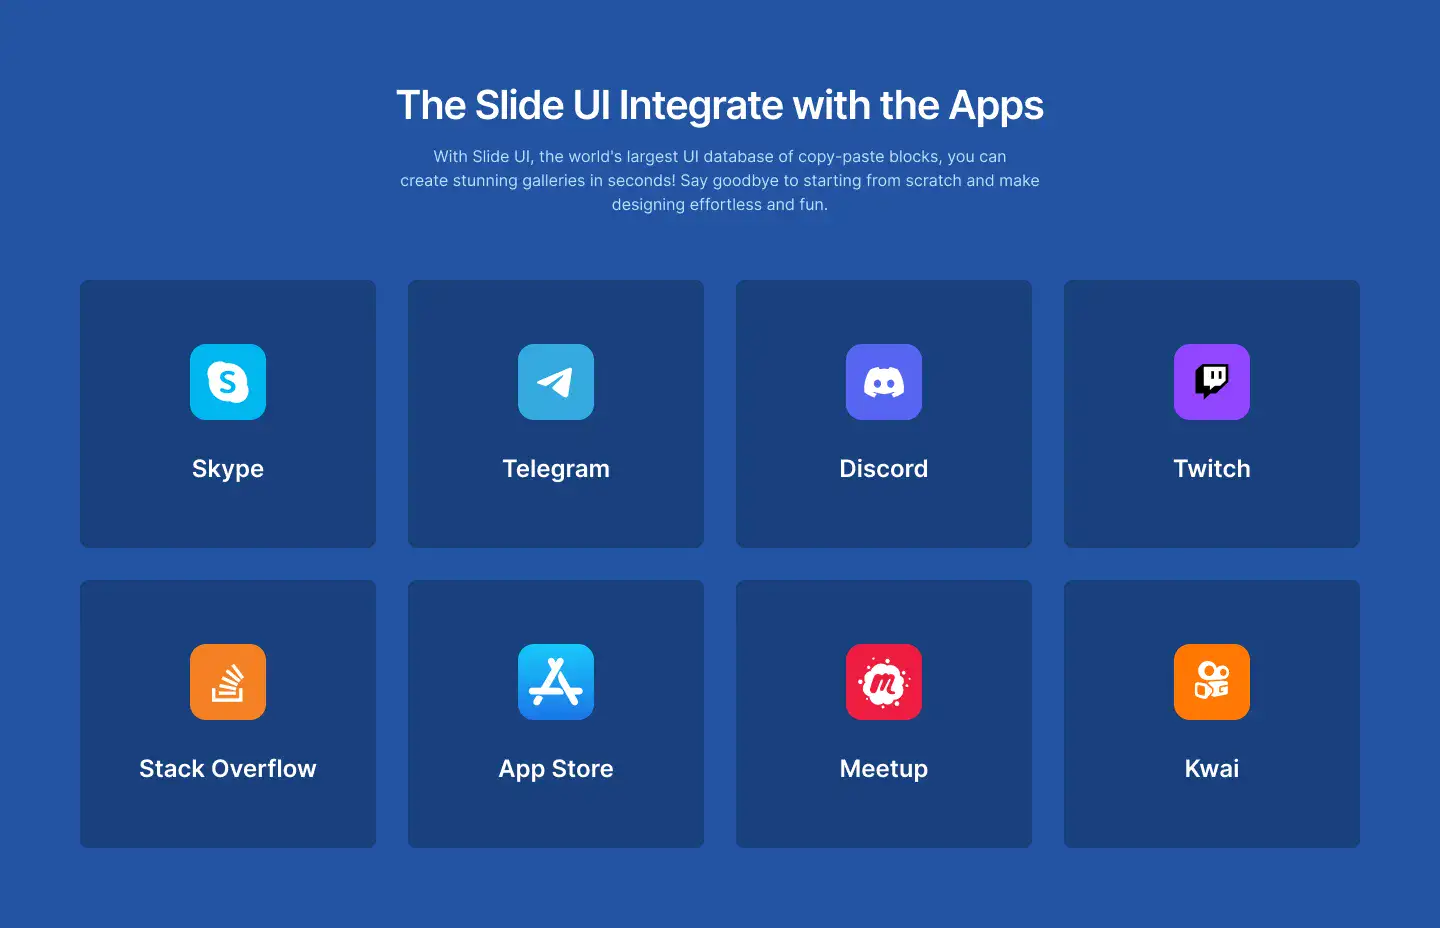 The Slide UI Integrate with the Apps
With Slide UI, the world's largest UI database of copy-paste blocks, you can
create stunning galleries in seconds! Say goodbye to starting from scratch and make
designing effortless and fun.
Skype
Telegram
Discord
Twitch
Stack Overflow
App Store
Meetup
Kwai